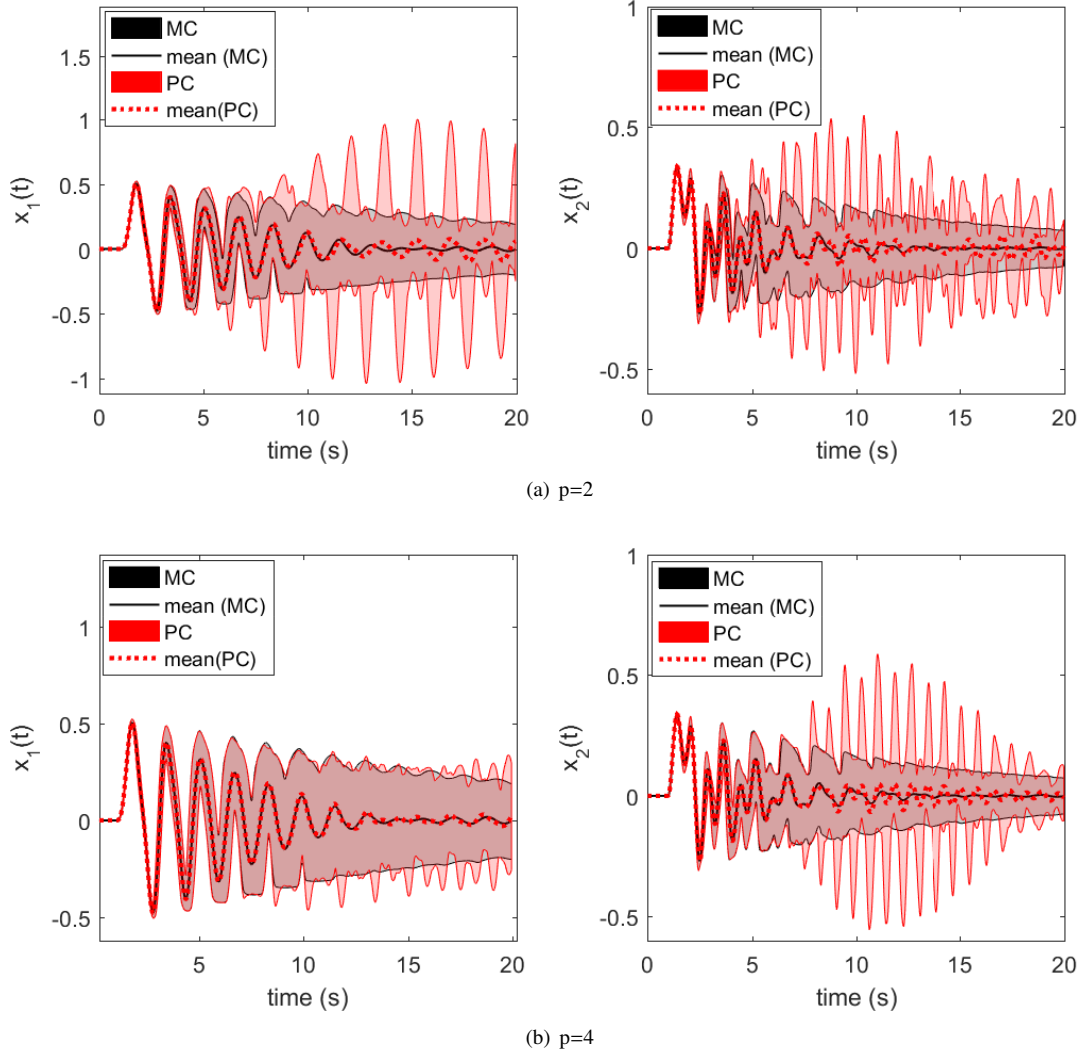 MC
mean (MC)
PC
mean(PC)
1.5
1
0.5
0
-0.5
-1
x1(t)
0 5 10 15 20
time (s)
MC
mean (MC)
PC
mean (PC)
1
0.5
0
-0.5
x2(t)
0 5 10 15 20
time (s)
(a) p=2
MC
mean (MC)
PC
mean(PC)
1
0.5
0
-0.5
x1(t)
5 10 15 20
time (s)
MC
mean (MC)
PC
mean (PC)
1
0.5
0
-0.5
x2(t)
0 5 10 15 20
time (s)
(b) p=4